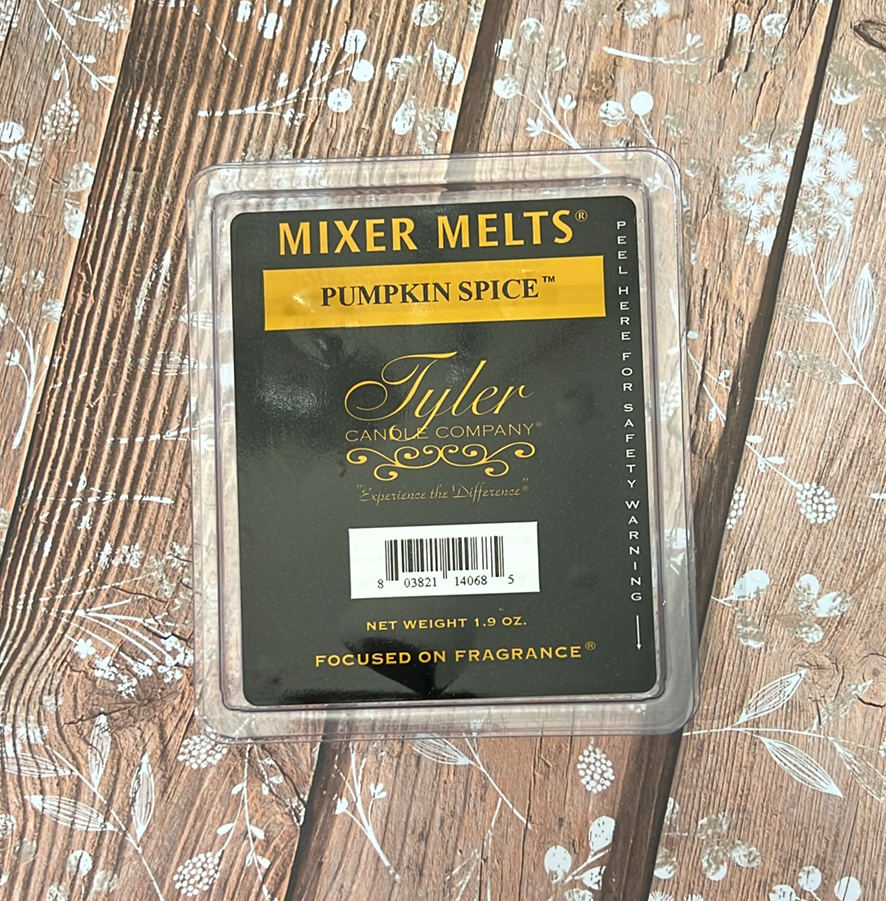 MIXER MELTS®
PUMPKIN SPICE™
Tyler
CANDLE COMPANY®
"Experience the Difference"®
8 03821 14068 5
NET WEIGHT 1.9 OZ.
FOCUSED ON FRAGRANCE®
PEEL HERE FOR SAFETY WARNING